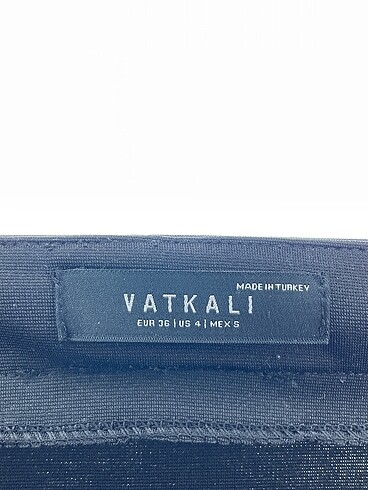 MADE IN TURKEY
VATKALI
EUR 36 | US 4 | MEX S